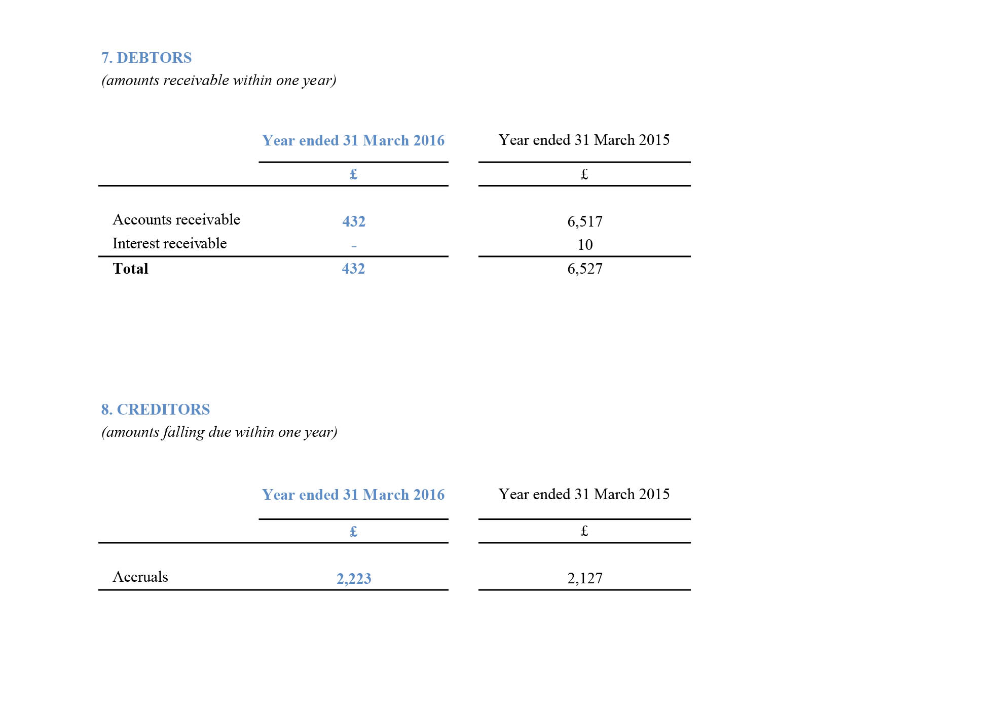 7. DEBTORS
(amounts receivable within one year)
Year ended 31 March 2016 Year ended 31 March 2015
£ £
Accounts receivable 432 6,517
Interest receivable - 10
Total 432 6,527
8. CREDITORS
(amounts falling due within one year)
Year ended 31 March 2016 Year ended 31 March 2015
£ £
Accruals 2,223 2,127